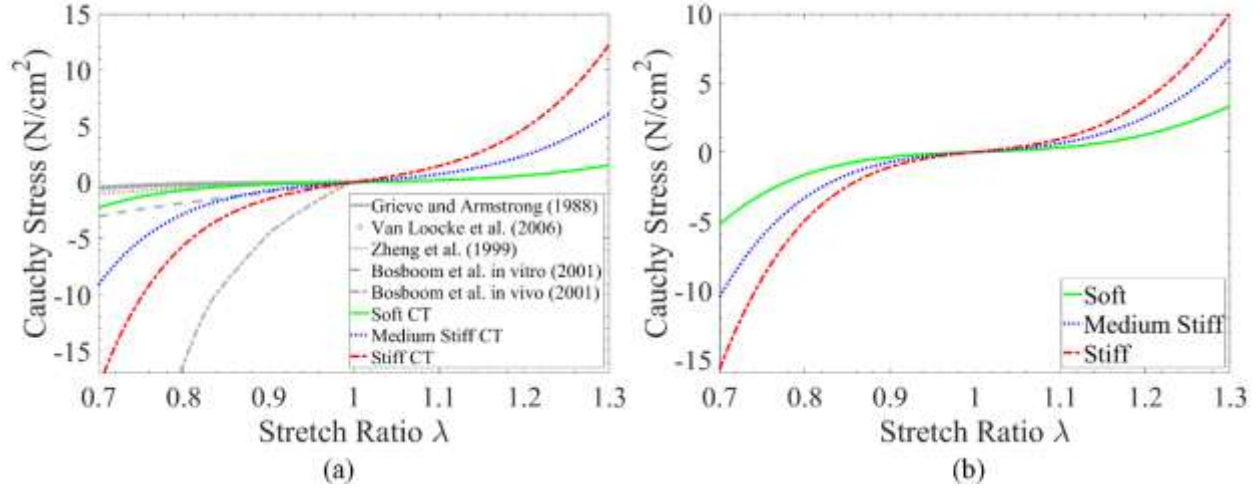 15
10
5
0
-5
-10
-15
0.7 0.8 0.9 1 1.1 1.2 1.3
Cauchy Stress (N/cm²)
Stretch Ratio λ
Grieve and Armstrong (1988)
Van Loocke et al. (2006)
Zheng et al. (1999)
Bosboom et al. in vitro (2001)
Bosboom et al. in vivo (2001)
Soft CT
Medium Stiff CT
Stiff CT
(a)
10
5
0
-5
-10
-15
0.7 0.8 0.9 1 1.1 1.2 1.3
Cauchy Stress (N/cm²)
Stretch Ratio λ
Soft
Medium Stiff
Stiff
(b)